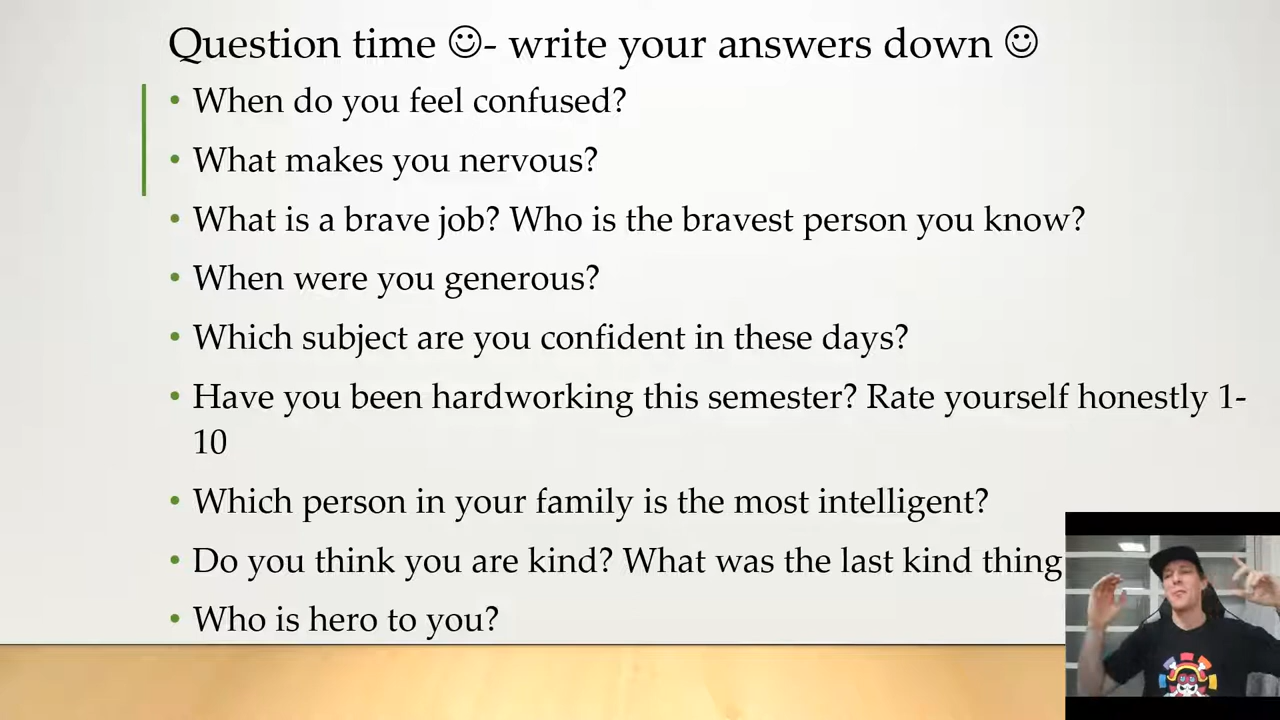 Question time ☺- write your answers down ☺
• When do you feel confused?
• What makes you nervous?
• What is a brave job? Who is the bravest person you know?
• When were you generous?
• Which subject are you confident in these days?
• Have you been hardworking this semester? Rate yourself honestly 1-
10
• Which person in your family is the most intelligent?
• Do you think you are kind? What was the last kind thing
• Who is hero to you?